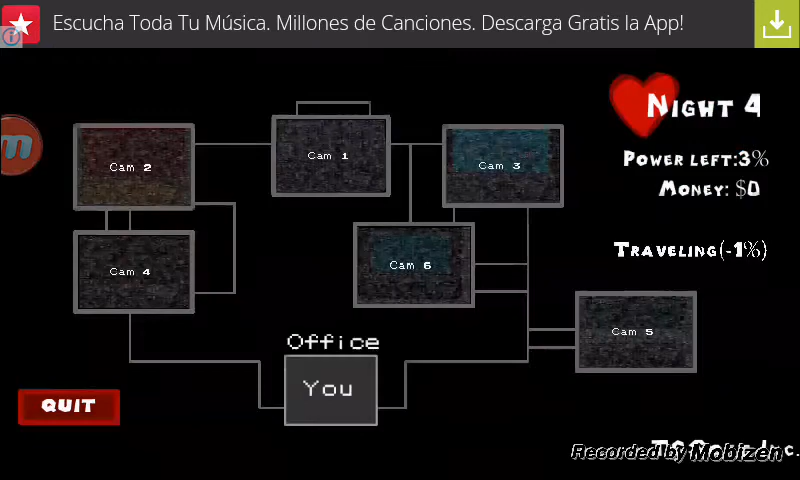 Escucha Toda Tu Música. Millones de Canciones. Descarga Gratis la App!
Night 4
Cam 1
Cam 2
Cam 3
Power left:3%
Money: $0
Traveling(-1%)
Cam 4
Cam 6
Cam 5
Office
You
QUIT
Recorded by Mobizen
Inc.